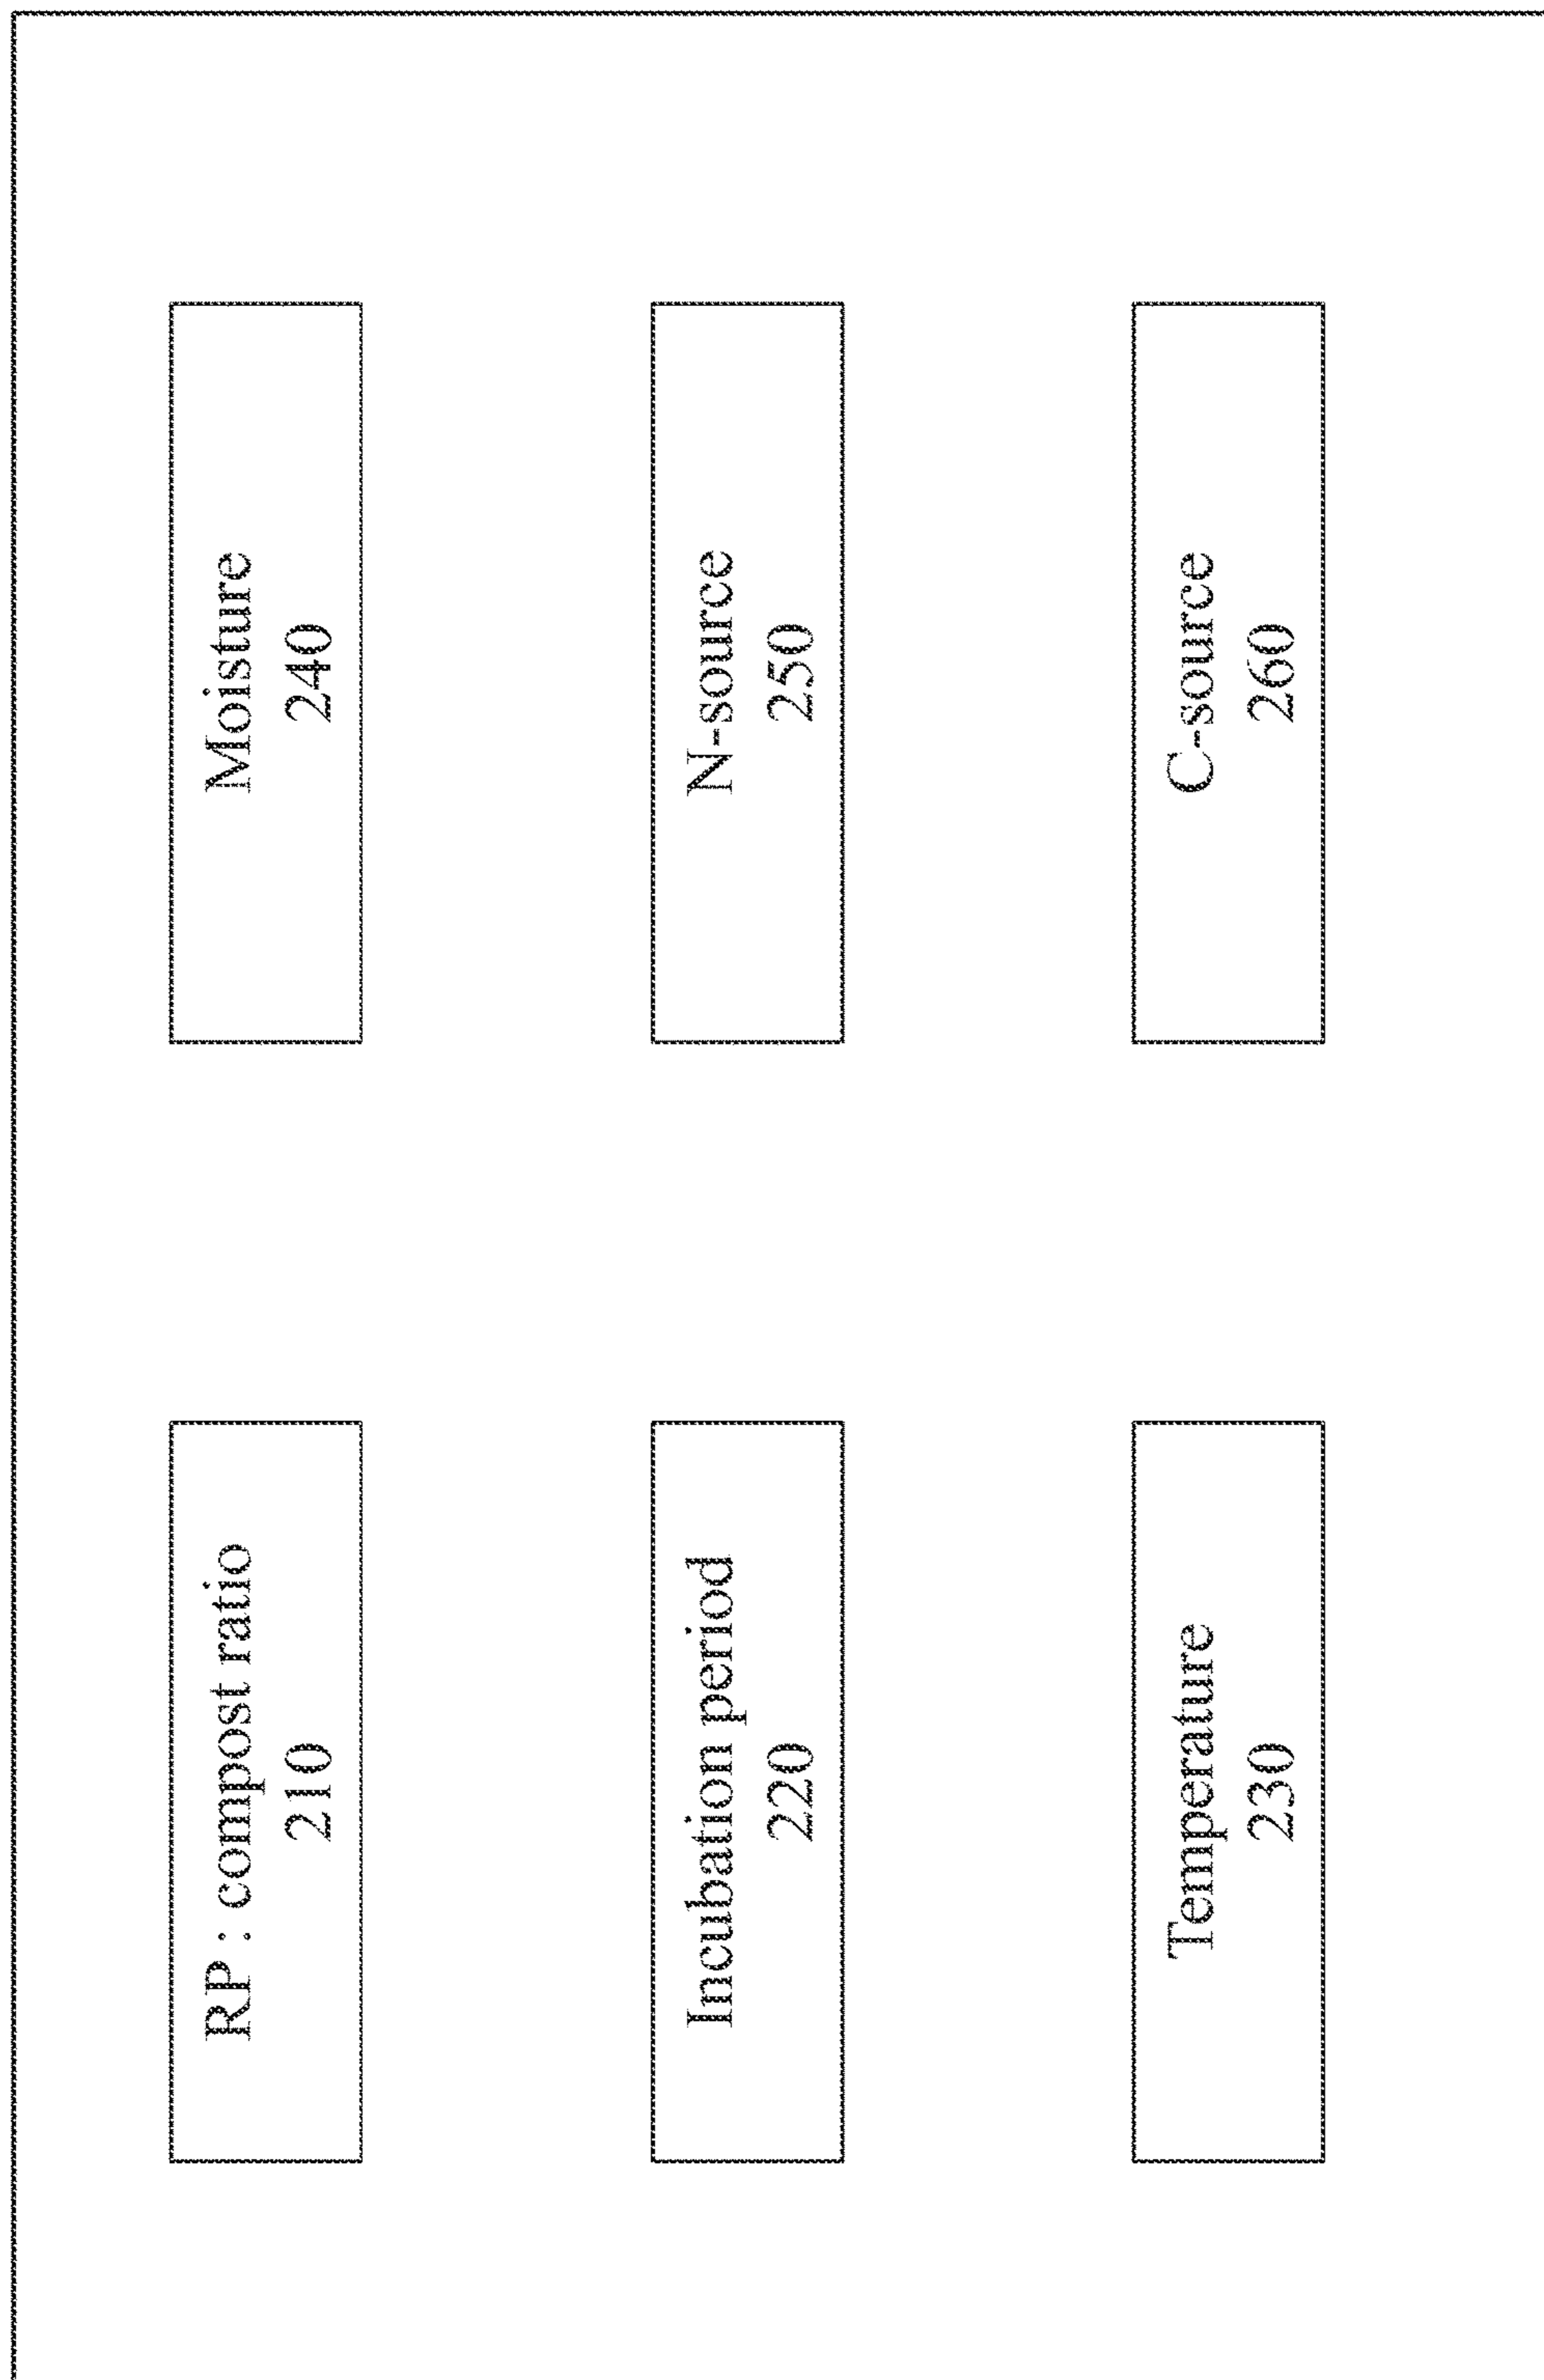 RP : compost ratio
210
Incubation period
220
Temperature
230
Moisture
240
N-source
250
C-source
260